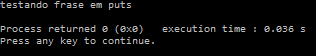 testando frase em puts
Process returned 0 (0x0)   execution time : 0.036 s
Press any key to continue.